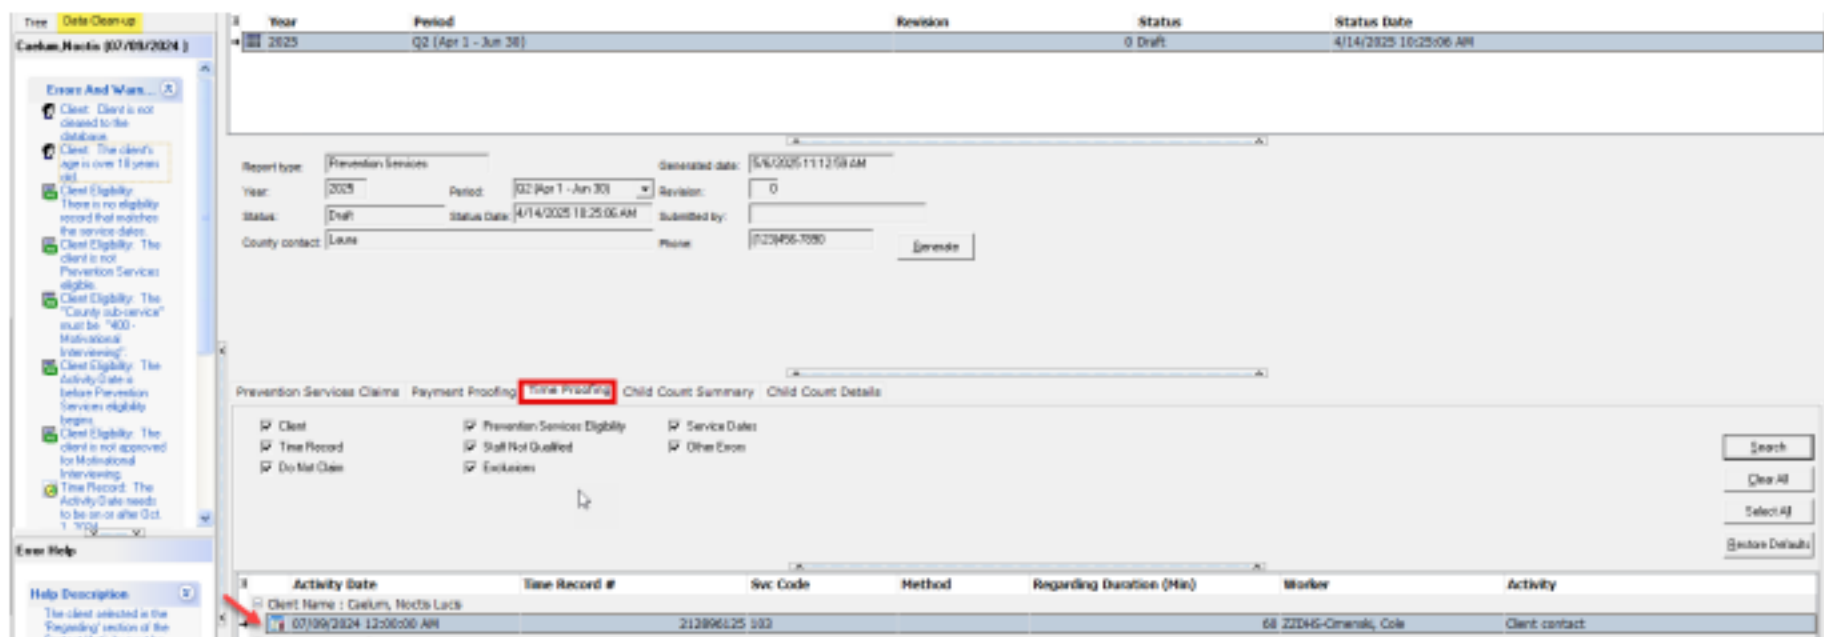 Tree Data Clean-up
Caelum,Noctis (07/09/2024 )
Errors And Warn...
Client: Client is not
cleared to the
database.
Client: The client's
age is over 18 years
old.
Client Eligibility:
There is no eligibility
record that matches
the service dates.
Client Eligibility: The
client is not
Prevention Services
eligible.
Client Eligibility: The
"County sub-service"
must be "400 -
Motivational
Interviewing".
Client Eligibility: The
Activity Date is
before Prevention
Services eligibility
begins.
Client Eligibility: The
client is not approved
for Motivational
Interviewing.
Time Record: The
Activity Date needs
to be on or after Oct.
1, 2024
Error Help
Help Description
The client selected in the
'Regarding' section of the
Year Period Revision Status Status Date
2025 Q2 (Apr 1 - Jun 30) 0 Draft 4/14/2025 10:25:06 AM
Report type: Prevention Services Generated date: 5/6/2025 11:12:59 AM
Year: 2025 Period: Q2 (Apr 1 - Jun 30) Revision: 0
Status: Draft Status Date: 4/14/2025 10:25:06 AM Submitted by:
County contact: Laura Phone: (123)456-7890 Generate
Prevention Services Claims Payment Proofing Time Proofing Child Count Summary Child Count Details
Client Prevention Services Eligibility Service Dates
Time Record Staff Not Qualified Other Errors
Do Not Claim Exclusions
Search
Clear All
Select All
Restore Defaults
Activity Date Time Record # Svc Code Method Regarding Duration (Min) Worker Activity
Client Name : Caelum, Noctis Lucis
07/09/2024 12:00:00 AM 212896125 103 60 ZZDHS-Cmenski, Cole Client contact